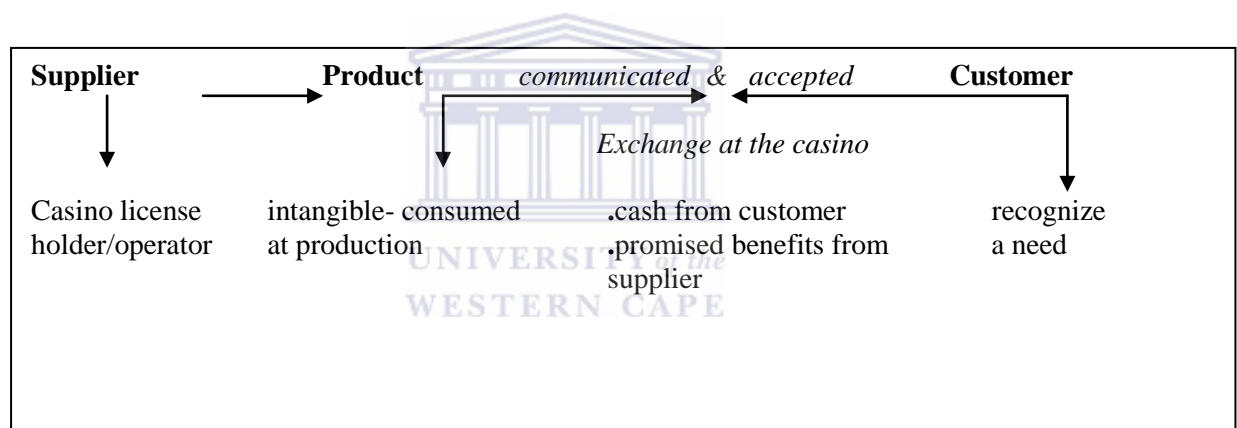 Supplier Product communicated & accepted Customer
Exchange at the casino
Casino license intangible- consumed .cash from customer recognize
holder/operator at production .promised benefits from a need
supplier
UNIVERSITY of the
WESTERN CAPE